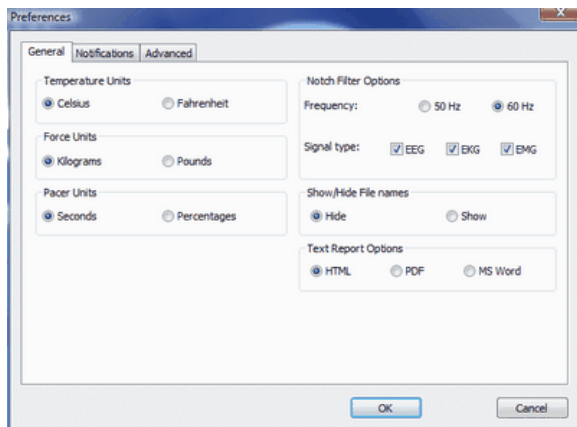 Preferences
General Notifications Advanced
Temperature Units
Celsius Fahrenheit
Force Units
Kilograms Pounds
Pacer Units
Seconds Percentages
Notch Filter Options
Frequency: 50 Hz 60 Hz
Signal type: EEG EKG EMG
Show/Hide File names
Hide Show
Text Report Options
HTML PDF MS Word
OK Cancel